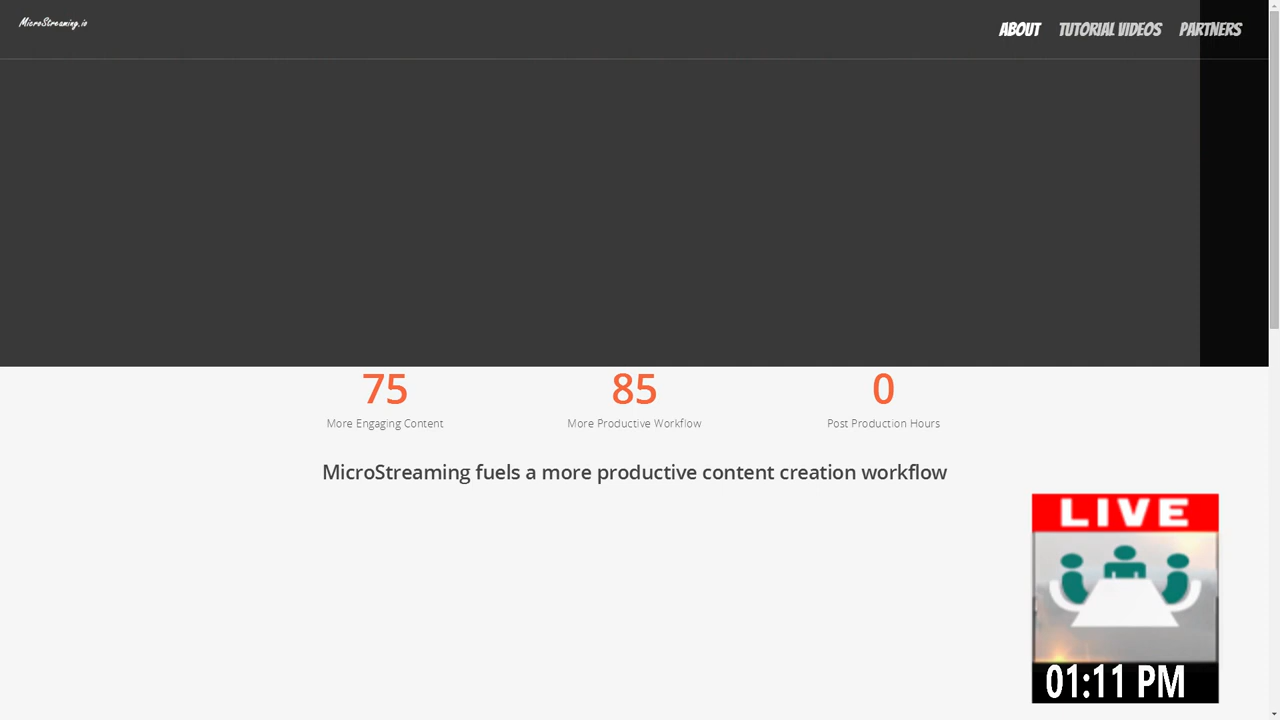 MicroStreaming.io
ABOUT TUTORIAL VIDEOS PARTNERS
75 85 0
More Engaging Content More Productive Workflow Post Production Hours
MicroStreaming fuels a more productive content creation workflow
LIVE
01:11 PM